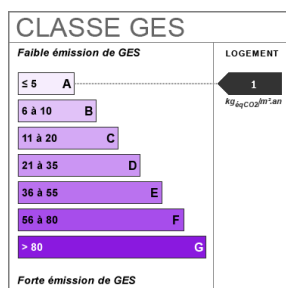 CLASSE GES
Faible émission de GES
LOGEMENT
≤ 5 A
1
kgéqCO2/m².an
6 à 10 B
11 à 20 C
21 à 35 D
36 à 55 E
56 à 80 F
> 80 G
Forte émission de GES